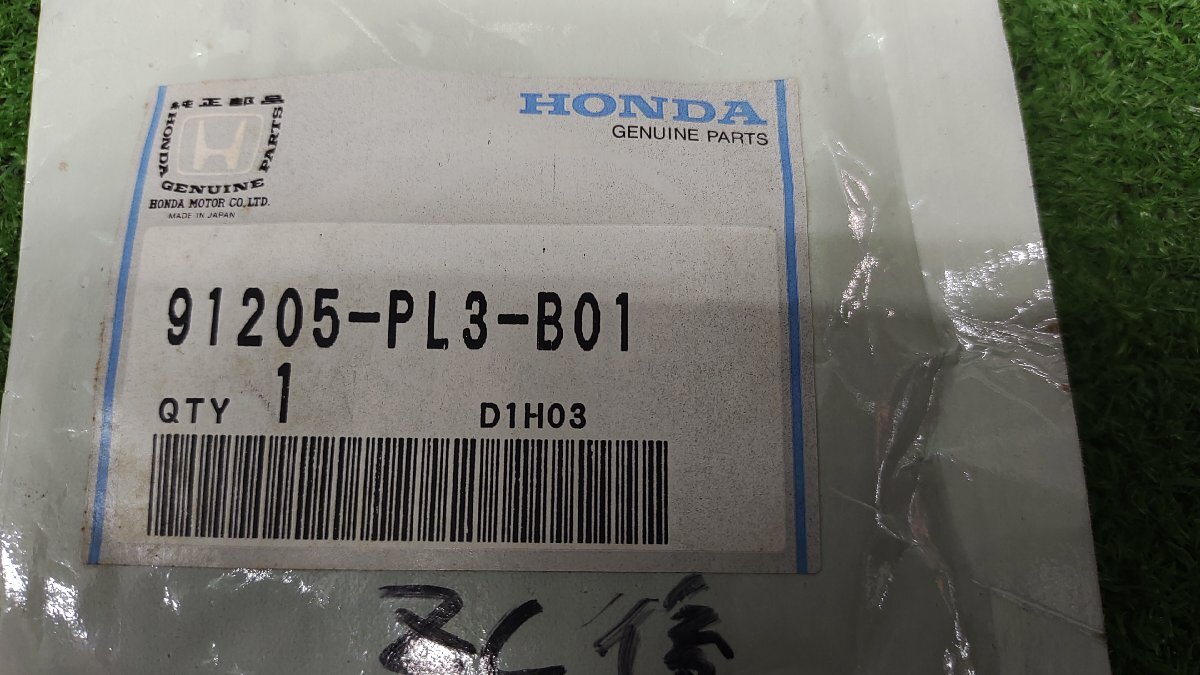 純正部品
HONDA
GENUINE
PARTS
HONDA MOTOR CO., LTD.
MADE IN JAPAN
HONDA
GENUINE PARTS
91205-PL3-B01
QTY 1
D1H03
ZC